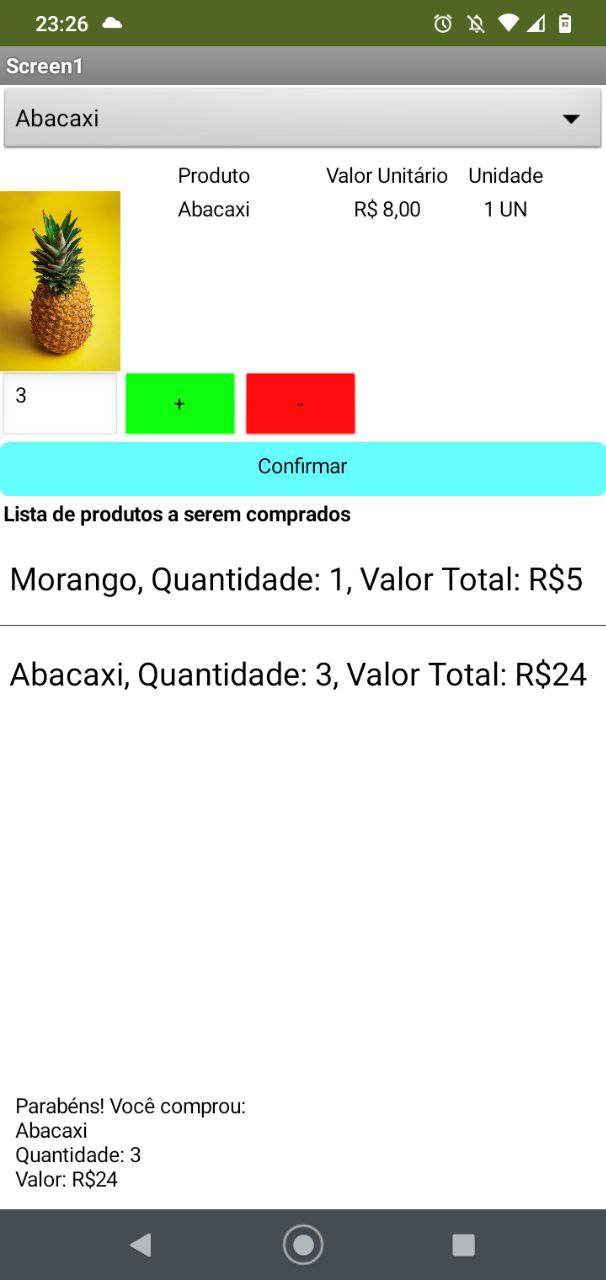 23:26
Screen1
Abacaxi
Produto Valor Unitário Unidade
Abacaxi R$ 8,00 1 UN
3 + -
Confirmar
Lista de produtos a serem comprados
Morango, Quantidade: 1, Valor Total: R$5
Abacaxi, Quantidade: 3, Valor Total: R$24
Parabéns! Você comprou:
Abacaxi
Quantidade: 3
Valor: R$24